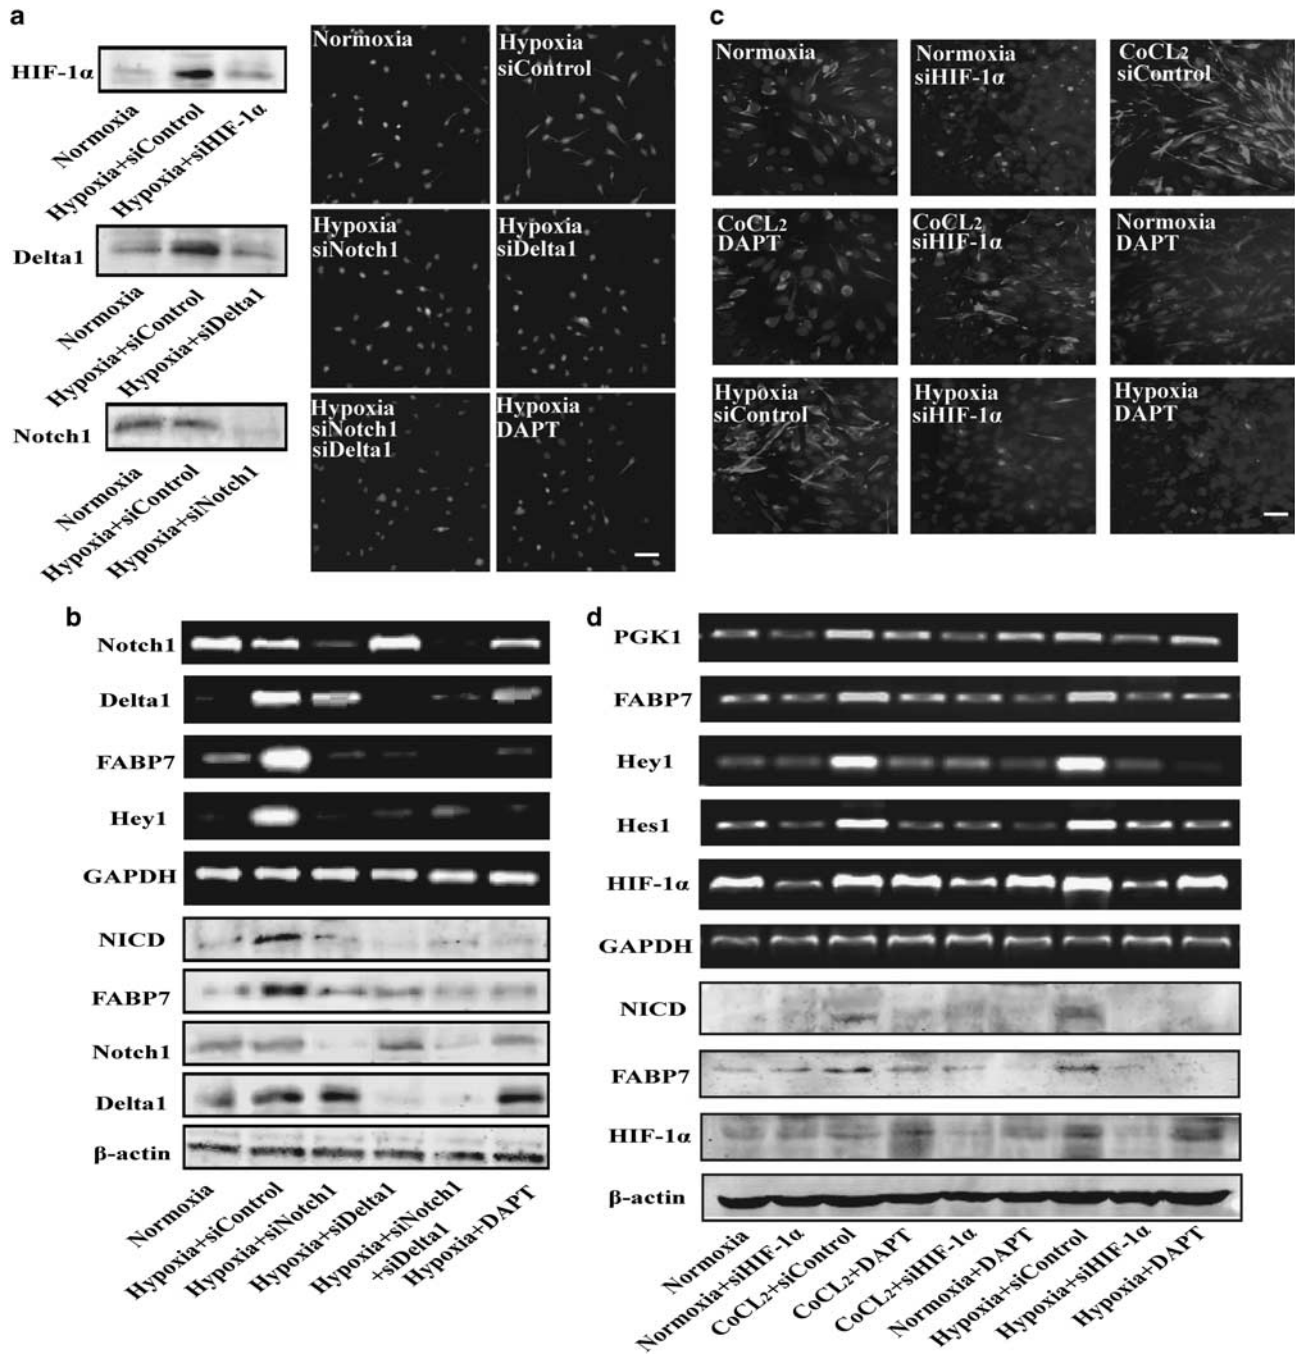 a
HIF-1α
Normoxia
Hypoxia+siControl
Hypoxia+siHIF-1α
Delta1
Normoxia
Hypoxia+siControl
Hypoxia+siDelta1
Notch1
Normoxia
Hypoxia+siControl
Hypoxia+siNotch1
Normoxia
Hypoxia
siControl
Hypoxia
siNotch1
Hypoxia
siDelta1
Hypoxia
siNotch1
siDelta1
Hypoxia
DAPT
c
Normoxia
Normoxia
siHIF-1α
CoCL2
siControl
CoCL2
DAPT
CoCL2
siHIF-1α
Normoxia
DAPT
Hypoxia
siControl
Hypoxia
siHIF-1α
Hypoxia
DAPT
b
Notch1
Delta1
FABP7
Hey1
GAPDH
NICD
FABP7
Notch1
Delta1
β-actin
Normoxia
Hypoxia+siControl
Hypoxia+siNotch1
Hypoxia+siDelta1
Hypoxia+siNotch1
+siDelta1
Hypoxia+DAPT
d
PGK1
FABP7
Hey1
Hes1
HIF-1α
GAPDH
NICD
FABP7
HIF-1α
β-actin
Normoxia
Normoxia+siHIF-1α
CoCL2+siControl
CoCL2+DAPT
CoCL2+siHIF-1α
Normoxia+DAPT
Hypoxia+siControl
Hypoxia+siHIF-1α
Hypoxia+DAPT